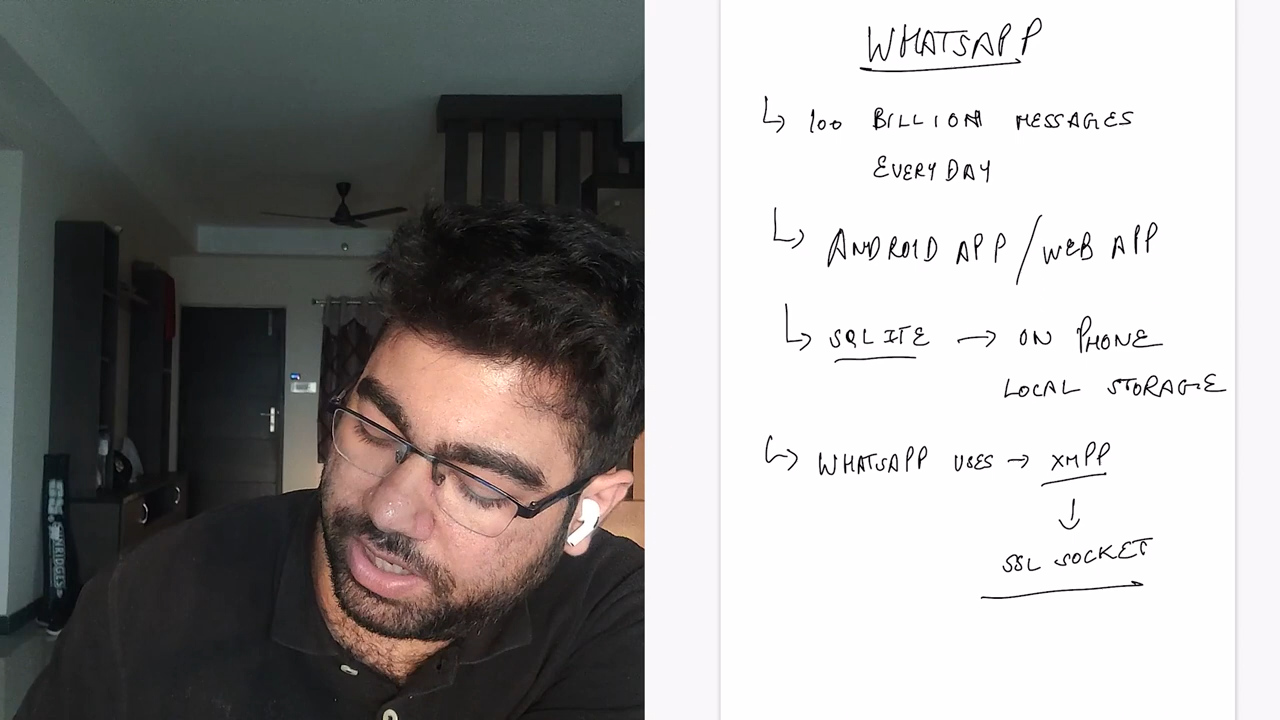 WHATSAPP
↳ 100 BILLION MESSAGES
EVERYDAY
↳ ANDROID APP / WEB APP
↳ SQLITE → ON PHONE
LOCAL STORAGE
↳ WHATSAPP USES → XMPP
↓
SSL SOCKET